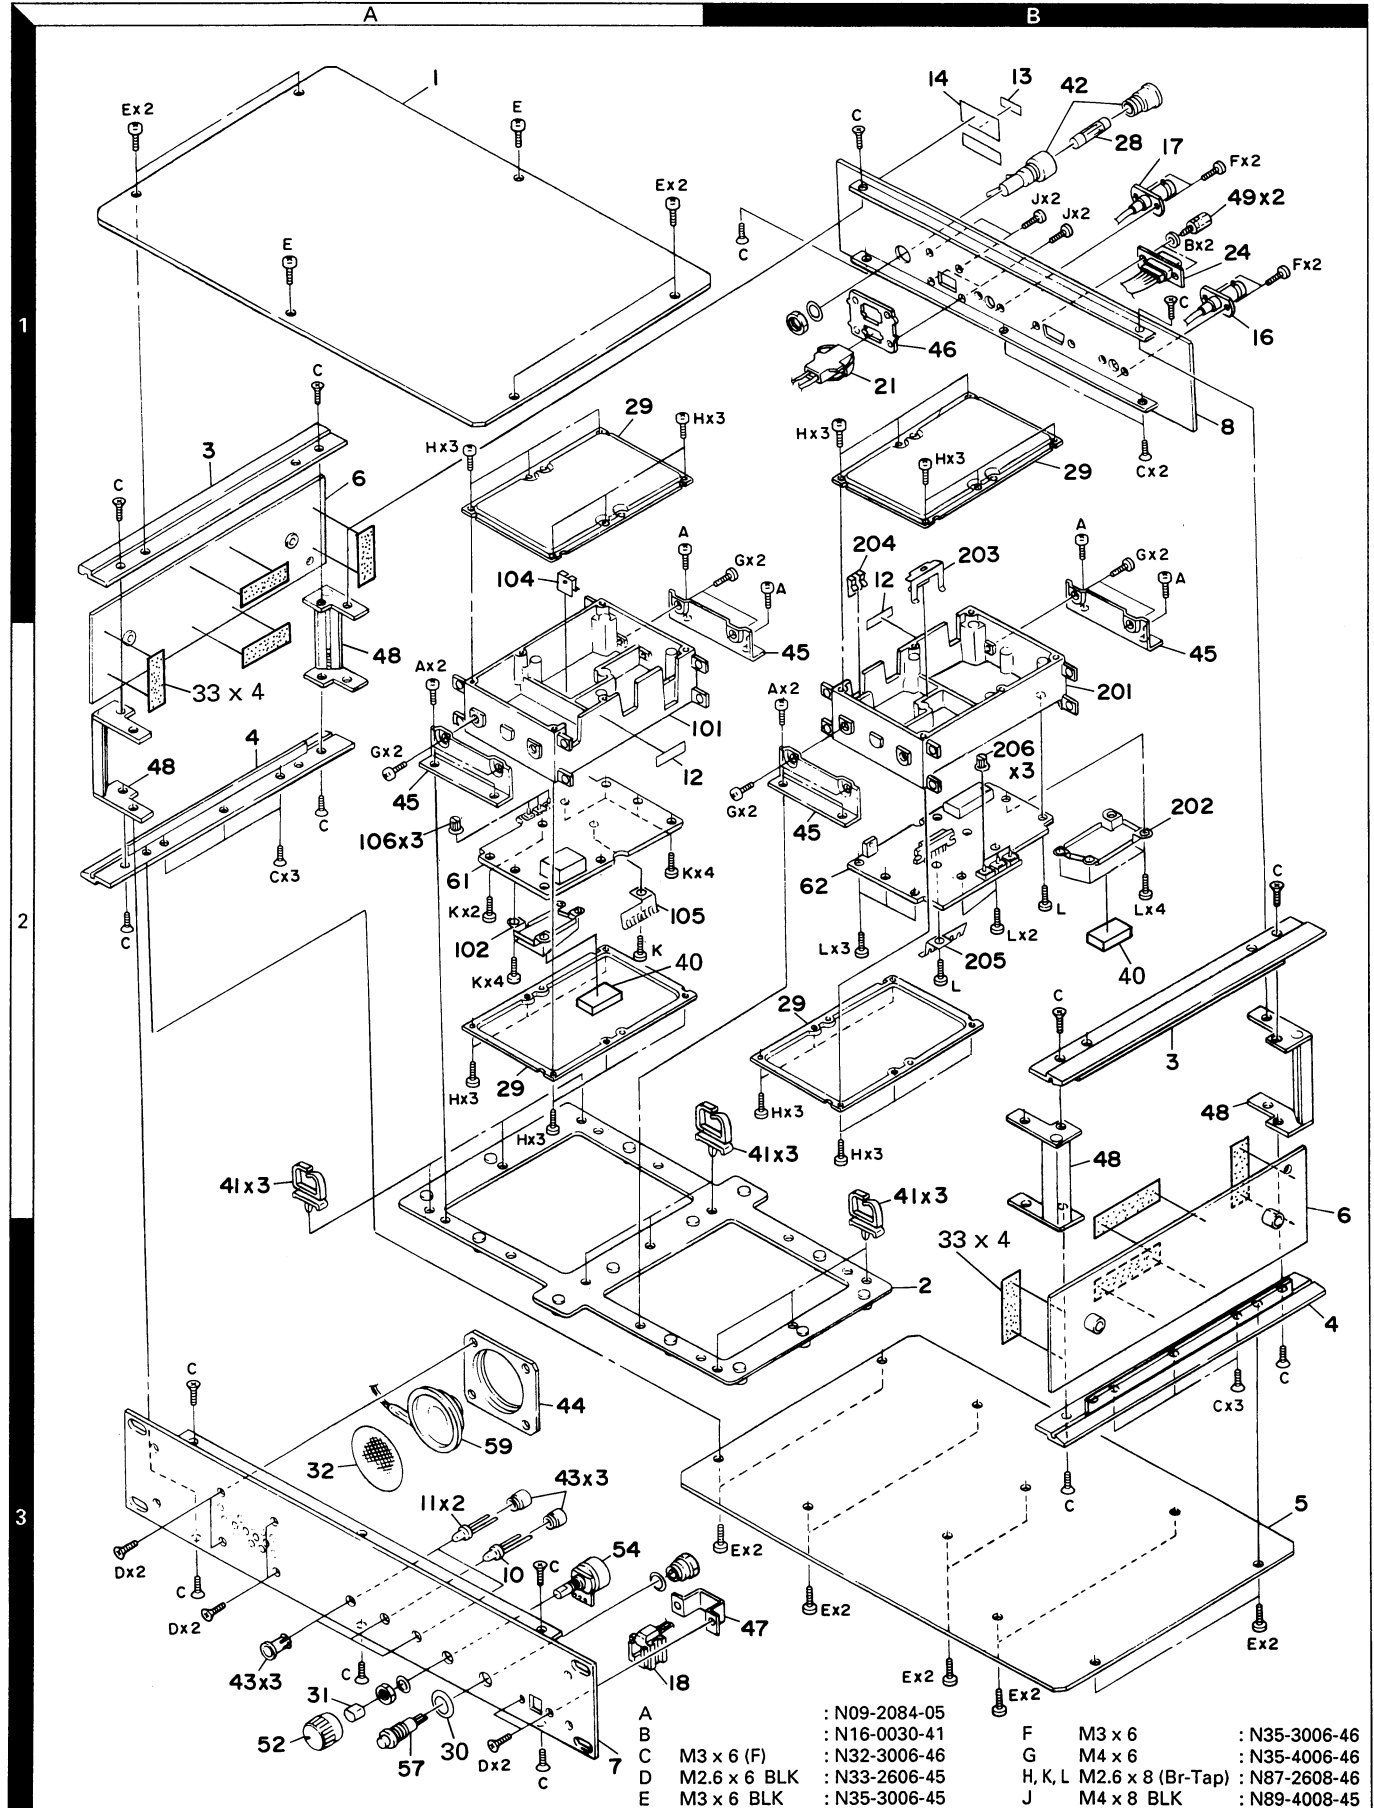 A
B
1
14
13
42
Ex2
E
C
28
17
Fx2
Ex2
Jx2
Jx2
49x2
E
C
Bx2
24
Fx2
C
1
46
16
21
C
29
Hx3
Hx3
8
3
Hx3
Hx3
29
Cx2
C
6
A
A
204
203
Gx2
Gx2
104
A
12
A
48
45
45
33 x 4
Ax2
Ax2
201
101
4
Gx2
12
206
x3
48
45
C
Gx2
45
202
106x3
Cx3
61
Kx4
62
C
2
Kx2
105
L
Lx4
C
102
K
Lx3
Lx2
205
40
Kx4
40
L
C
29
3
29
Hx3
Hx3
48
Hx3
41x3
Hx3
48
41x3
41x3
6
33 x 4
2
4
C
C
44
Cx3
59
32
43x3
C
5
3
11x2
54
C
Ex2
Dx2
10
C
Ex2
47
Dx2
Ex2
43x3
C
18
31
Ex2
Ex2
52
57
30
Dx2
C
7
A : N09-2084-05
B : N16-0030-41
C M3 x 6 (F) : N32-3006-46
D M2.6 x 6 BLK : N33-2606-45
E M3 x 6 BLK : N35-3006-45
F M3 x 6 : N35-3006-46
G M4 x 6 : N35-4006-46
H, K, L M2.6 x 8 (Br-Tap) : N87-2608-46
J M4 x 8 BLK : N89-4008-45